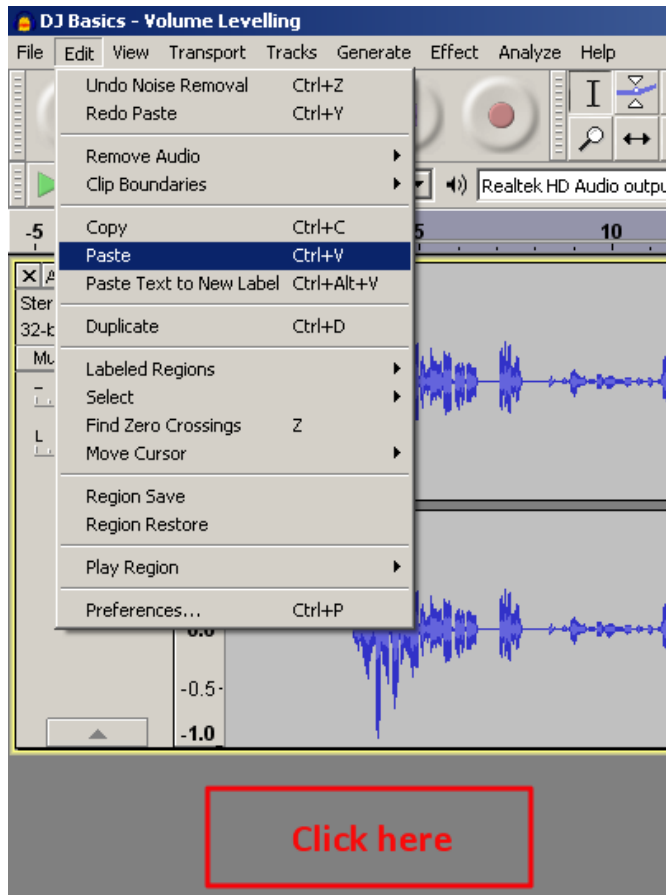 DJ Basics - Volume Levelling
File Edit View Transport Tracks Generate Effect Analyze Help
Undo Noise Removal Ctrl+Z
Redo Paste Ctrl+Y
Remove Audio
Clip Boundaries
Realtek HD Audio outpu
-5 5 10
Copy Ctrl+C
Paste Ctrl+V
Paste Text to New Label Ctrl+Alt+V
Ster
32-b
Mu
Duplicate Ctrl+D
Labeled Regions
Select
L
Find Zero Crossings Z
Move Cursor
Region Save
Region Restore
Play Region
Preferences... Ctrl+P
0.0
-0.5
-1.0
Click here